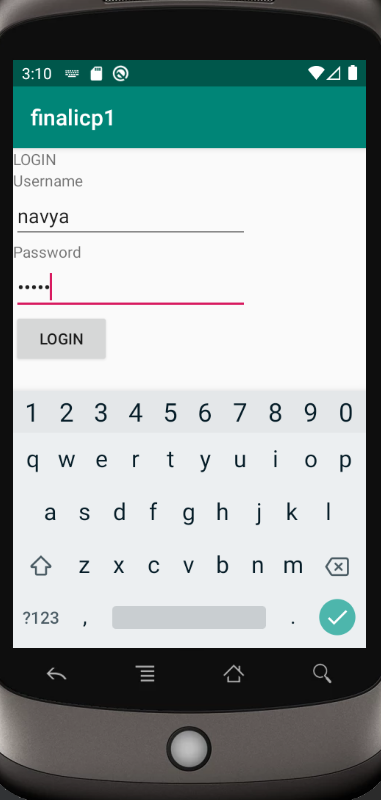 3:10
finalicp1
LOGIN
Username
navya
Password
•••••
LOGIN
1 2 3 4 5 6 7 8 9 0
q w e r t y u i o p
a s d f g h j k l
z x c v b n m
?123 , .